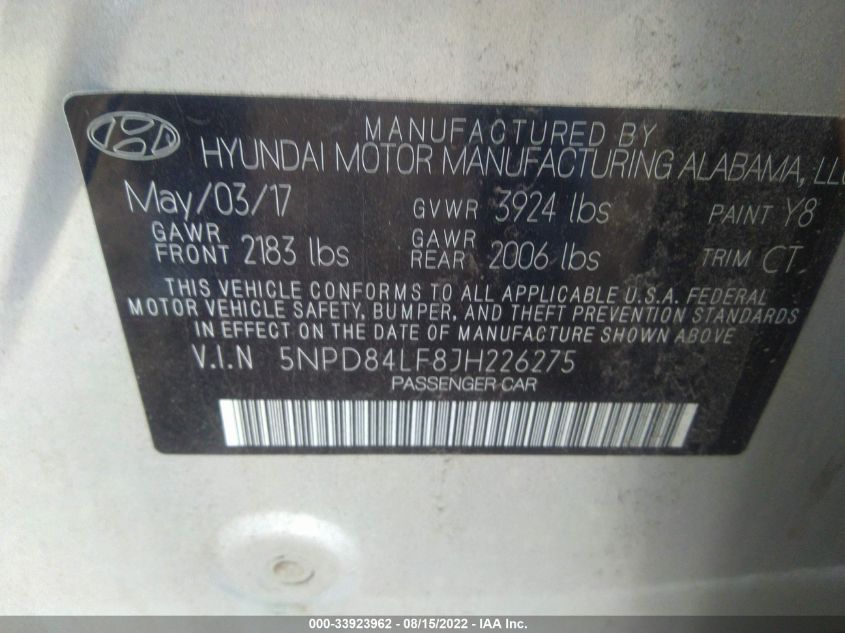 MANUFACTURED BY
HYUNDAI MOTOR MANUFACTURING ALABAMA, LLC
May/03/17 GVWR 3924 lbs PAINT Y8
GAWR FRONT 2183 lbs GAWR REAR 2006 lbs TRIM CT
THIS VEHICLE CONFORMS TO ALL APPLICABLE U.S.A. FEDERAL
MOTOR VEHICLE SAFETY, BUMPER, AND THEFT PREVENTION STANDARDS
IN EFFECT ON THE DATE OF MANUFACTURE SHOWN ABOVE
V.I.N 5NPD84LF8JH226275
PASSENGER CAR
000-33923962 - 08/15/2022 - IAA Inc.